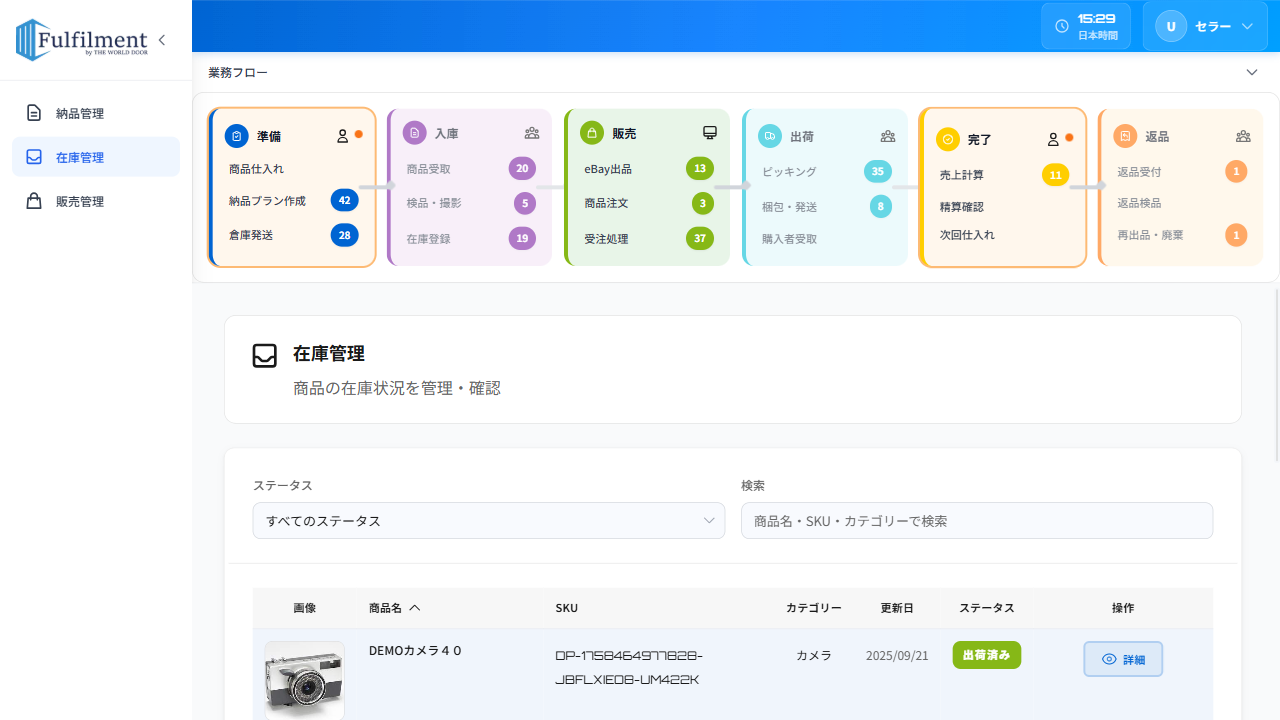 Fulfilment
by THE WORLD DOOR
納品管理
在庫管理
販売管理
15:29
日本時間
U
セラー
業務フロー
準備
商品仕入れ
納品プラン作成 42
倉庫発送 28
入庫
商品受取 20
検品・撮影 5
在庫登録 19
販売
eBay出品 13
商品注文 3
受注処理 37
出荷
ピッキング 35
梱包・発送 8
購入者受取
完了
売上計算 11
精算確認
次回仕入れ
返品
返品受付 1
返品検品
再出品・廃棄 1
在庫管理
商品の在庫状況を管理・確認
ステータス
すべてのステータス
検索
商品名・SKU・カテゴリーで検索
画像 商品名 SKU カテゴリー 更新日 ステータス 操作
DEMOカメラ４０ DP-1758464977828- カメラ 2025/09/21 出荷済み 詳細
JBFLXIE08-UM422K